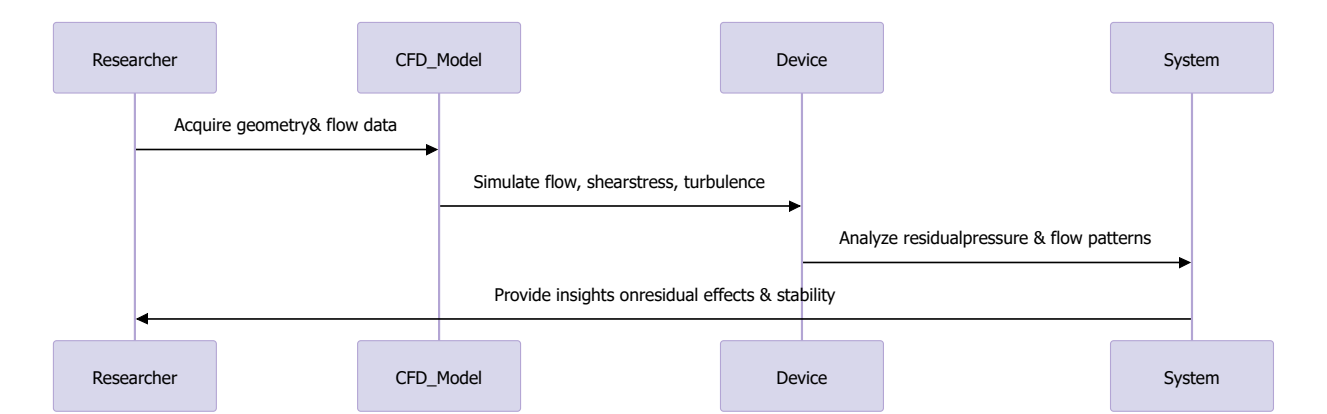 Researcher
CFD_Model
Device
System
Acquire geometry& flow data
Simulate flow, shearstress, turbulence
Analyze residualpressure & flow patterns
Provide insights onresidual effects & stability
Researcher
CFD_Model
Device
System